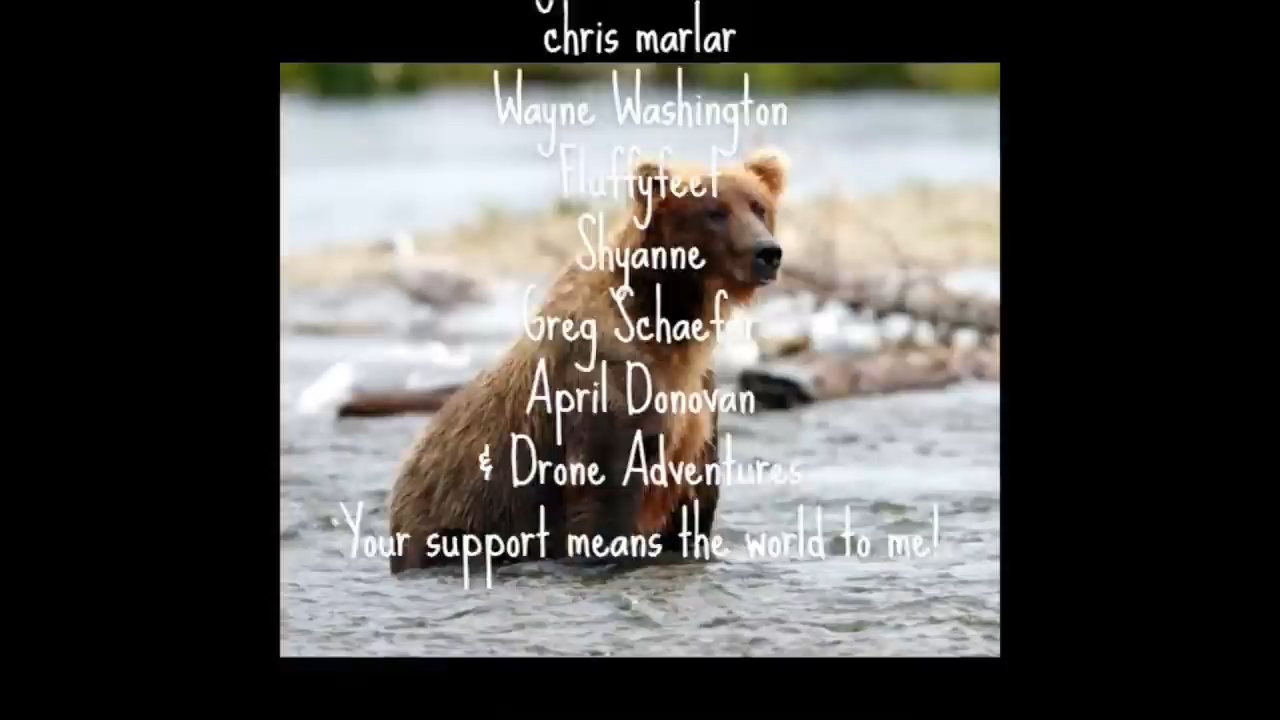 chris marlar
Wayne Washington
Fluffyfeet
Shyanne
Greg Schaefer
April Donovan
& Drone Adventures
Your support means the world to me!